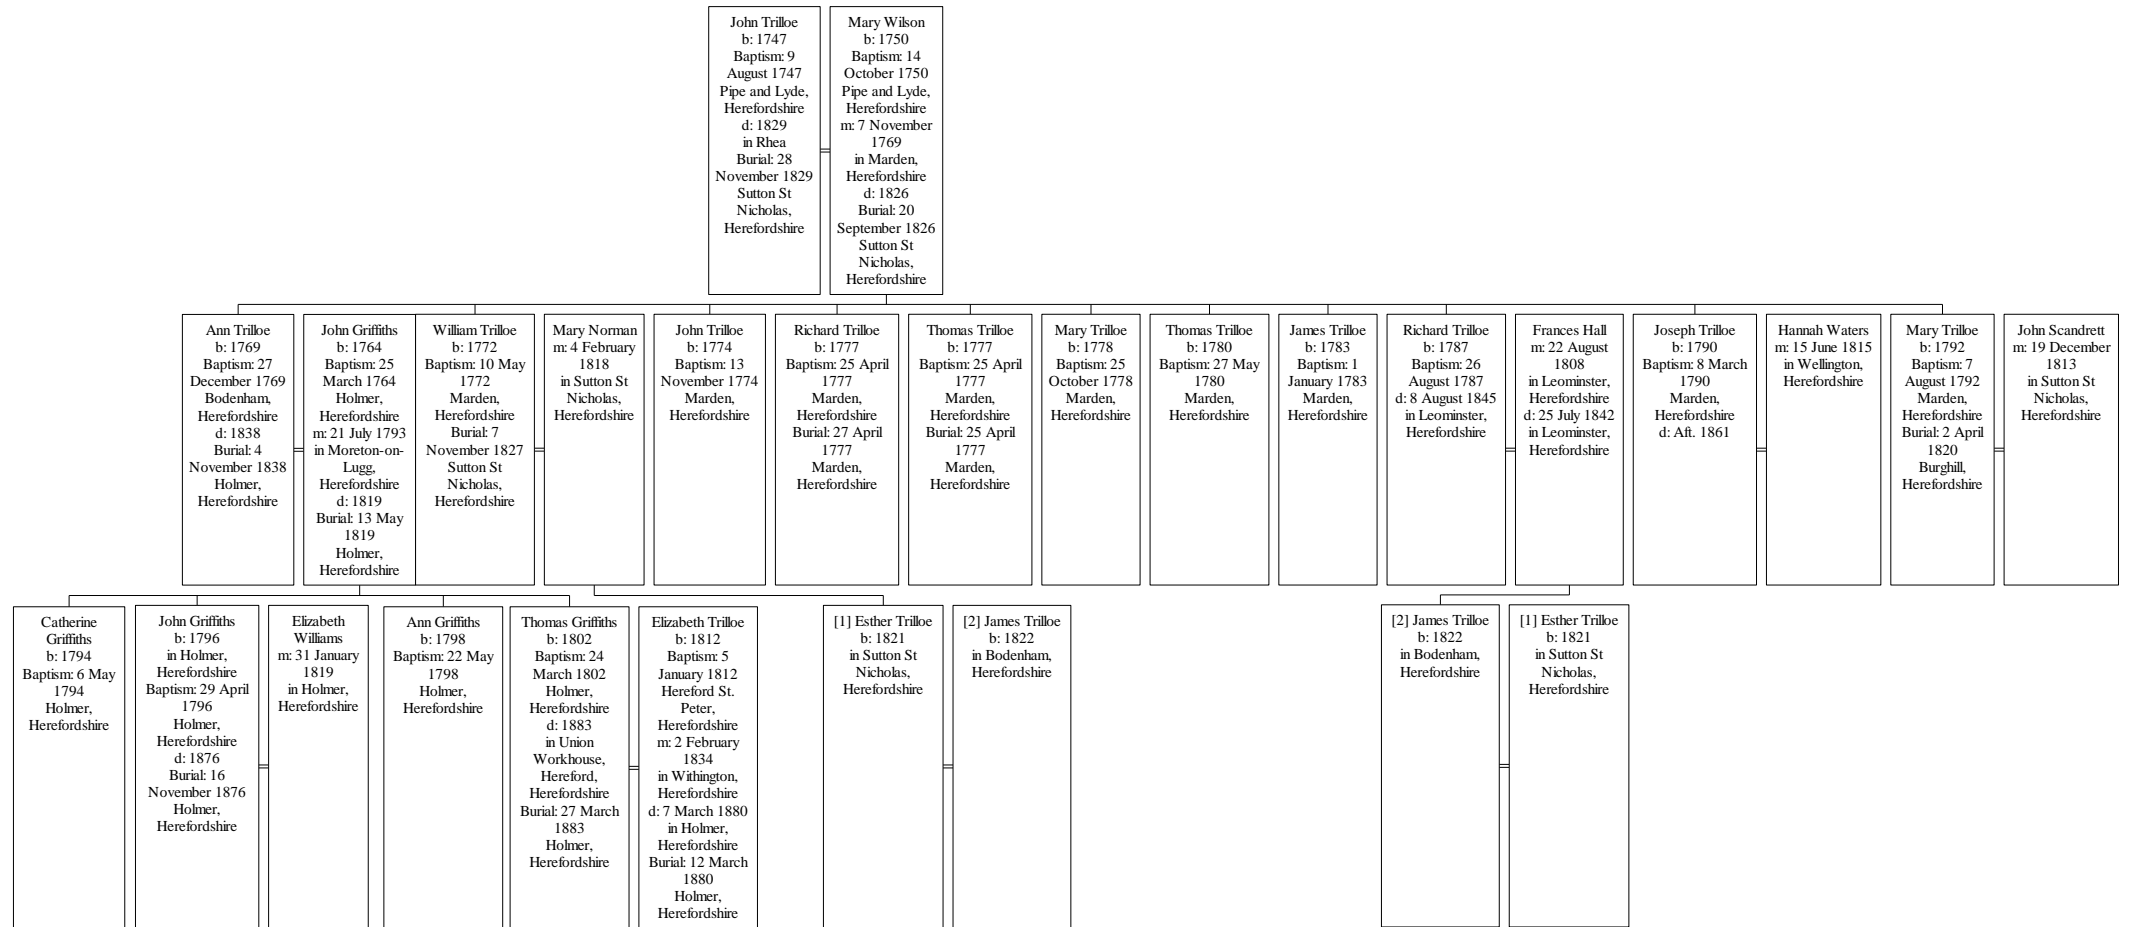 John Trilloe
b: 1747
Baptism: 9
August 1747
Pipe and Lyde,
Herefordshire
d: 1829
in Rhea
Burial: 28
November 1829
Sutton St
Nicholas,
Herefordshire
Mary Wilson
b: 1750
Baptism: 14
October 1750
Pipe and Lyde,
Herefordshire
m: 7 November
1769
in Marden,
Herefordshire
d: 1826
Burial: 20
September 1826
Sutton St
Nicholas,
Herefordshire
Ann Trilloe
b: 1769
Baptism: 27
December 1769
Bodenham,
Herefordshire
d: 1838
Burial: 4
November 1838
Holmer,
Herefordshire
John Griffiths
b: 1764
Baptism: 25
March 1764
Holmer,
Herefordshire
m: 21 July 1793
in Moreton-on-
Lugg,
Herefordshire
d: 1819
Burial: 13 May
1819
Holmer,
Herefordshire
William Trilloe
b: 1772
Baptism: 10 May
1772
Marden,
Herefordshire
Burial: 7
November 1827
Sutton St
Nicholas,
Herefordshire
Mary Norman
m: 4 February
1818
in Sutton St
Nicholas,
Herefordshire
John Trilloe
b: 1774
Baptism: 13
November 1774
Marden,
Herefordshire
Richard Trilloe
b: 1777
Baptism: 25 April
1777
Marden,
Herefordshire
Burial: 27 April
1777
Marden,
Herefordshire
Thomas Trilloe
b: 1777
Baptism: 25 April
1777
Marden,
Herefordshire
Burial: 25 April
1777
Marden,
Herefordshire
Mary Trilloe
b: 1778
Baptism: 25
October 1778
Marden,
Herefordshire
Thomas Trilloe
b: 1780
Baptism: 27 May
1780
Marden,
Herefordshire
James Trilloe
b: 1783
Baptism: 1
January 1783
Marden,
Herefordshire
Richard Trilloe
b: 1787
Baptism: 26
August 1787
d: 8 August 1845
in Leominster,
Herefordshire
Frances Hall
m: 22 August
1808
in Leominster,
Herefordshire
d: 25 July 1842
in Leominster,
Herefordshire
Joseph Trilloe
b: 1790
Baptism: 8 March
1790
Marden,
Herefordshire
d: Aft. 1861
Hannah Waters
m: 15 June 1815
in Wellington,
Herefordshire
Mary Trilloe
b: 1792
Baptism: 7
August 1792
Marden,
Herefordshire
Burial: 2 April
1820
Burghill,
Herefordshire
John Scandrett
m: 19 December
1813
in Sutton St
Nicholas,
Herefordshire
Catherine
Griffiths
b: 1794
Baptism: 6 May
1794
Holmer,
Herefordshire
John Griffiths
b: 1796
in Holmer,
Herefordshire
Baptism: 29 April
1796
Holmer,
Herefordshire
d: 1876
Burial: 16
November 1876
Holmer,
Herefordshire
Elizabeth
Williams
m: 31 January
1819
in Holmer,
Herefordshire
Ann Griffiths
b: 1798
Baptism: 22 May
1798
Holmer,
Herefordshire
Thomas Griffiths
b: 1802
Baptism: 24
March 1802
Holmer,
Herefordshire
d: 1883
in Union
Workhouse,
Hereford,
Herefordshire
Burial: 27 March
1883
Holmer,
Herefordshire
Elizabeth Trilloe
b: 1812
Baptism: 5
January 1812
Hereford St.
Peter,
Herefordshire
m: 2 February
1834
in Withington,
Herefordshire
d: 7 March 1880
in Holmer,
Herefordshire
Burial: 12 March
1880
Holmer,
Herefordshire
[1] Esther Trilloe
b: 1821
in Sutton St
Nicholas,
Herefordshire
[2] James Trilloe
b: 1822
in Bodenham,
Herefordshire
[2] James Trilloe
b: 1822
in Bodenham,
Herefordshire
[1] Esther Trilloe
b: 1821
in Sutton St
Nicholas,
Herefordshire